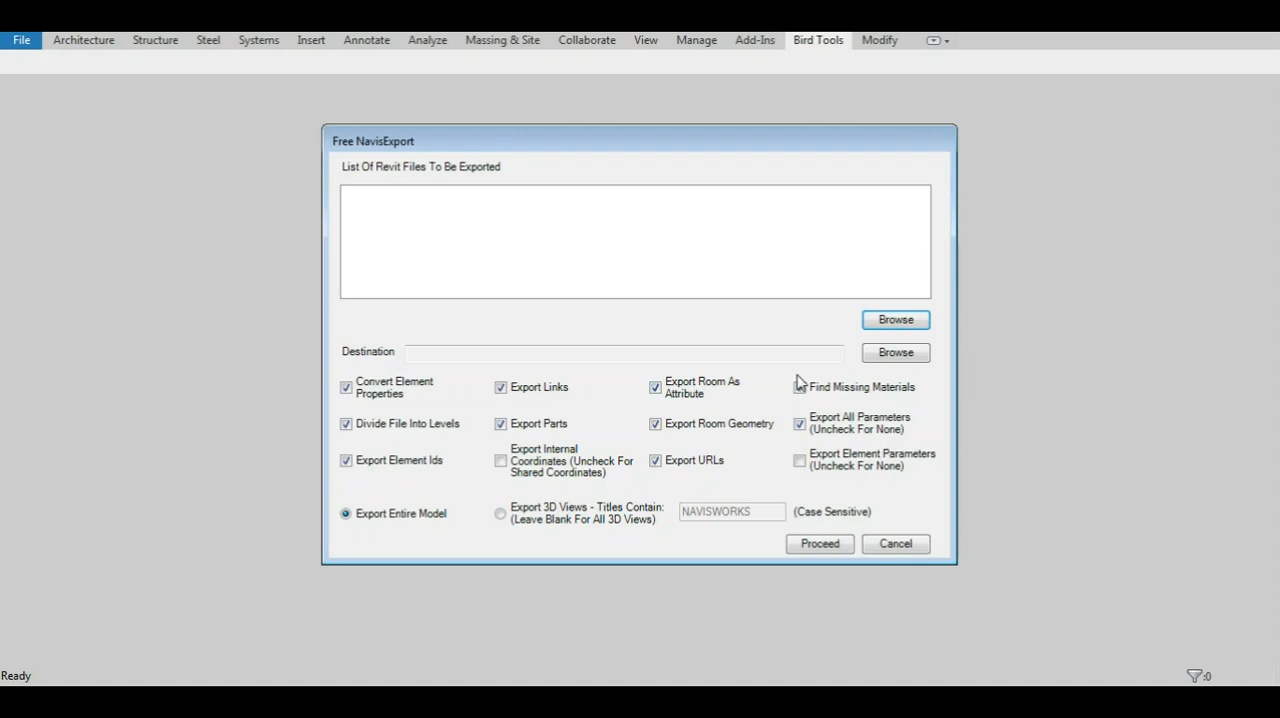 File Architecture Structure Steel Systems Insert Annotate Analyze Massing & Site Collaborate View Manage Add-Ins Bird Tools Modify
Free NavisExport
List Of Revit Files To Be Exported
Browse
Destination Browse
Convert Element
Properties
Export Links
Export Room As
Attribute
Find Missing Materials
Divide File Into Levels
Export Parts
Export Room Geometry
Export All Parameters
(Uncheck For None)
Export Element Ids
Export Internal
Coordinates (Uncheck For
Shared Coordinates)
Export URLs
Export Element Parameters
(Uncheck For None)
Export Entire Model
Export 3D Views - Titles Contain:
(Leave Blank For All 3D Views)
NAVISWORKS
(Case Sensitive)
Proceed Cancel
Ready :0